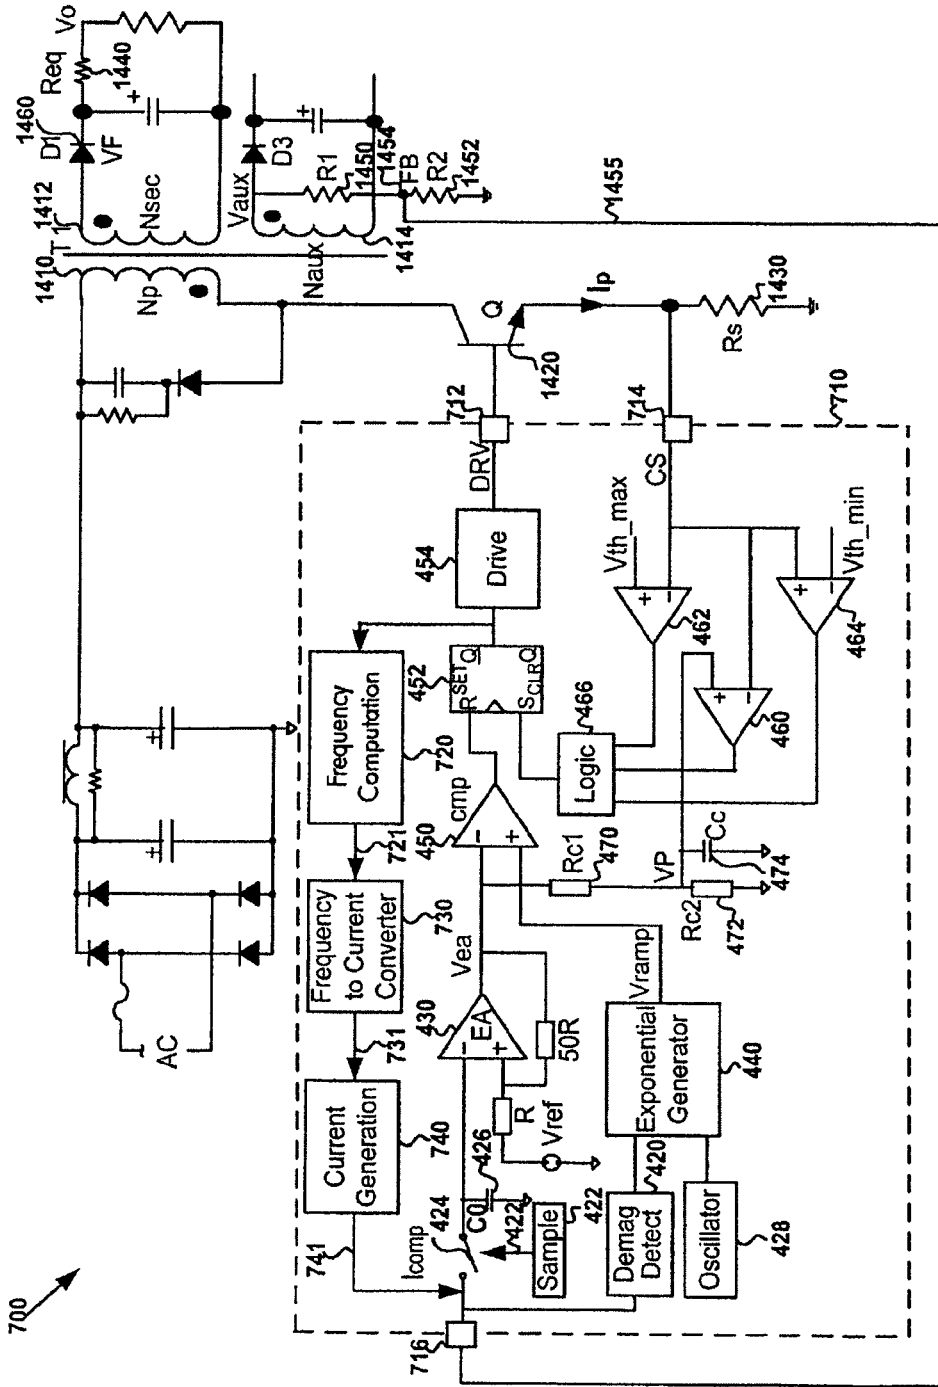 700
AC
1410
T1
1412
Np
Nsec
1460
D1
VF
Req
1440
Vo
Vaux
Naux
1414
D3
R1
1450
1454
FB
R2
1452
1455
Q
1420
Ip
Rs
1430
710
712
DRV
714
CS
716
Icomp
741
Current
Generation
740
731
Frequency
to Current
Converter
730
721
Frequency
Computation
720
454
Drive
452
R
SET
Q
S
CLR
Q
cmp
450
-
+
Vea
430
EA
-
+
50R
R
Vref
424
C0
426
422
Sample
422
Demag
Detect
420
Oscillator
428
Exponential
Generator
440
Vramp
Rc1
470
VP
Rc2
472
Cc
474
Logic
466
Vth_max
+
-
462
+
-
460
Vth_min
+
-
464
+
+
+
+